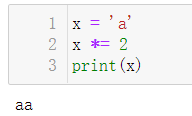 1 x = 'a'
2 x *= 2
3 print(x)
aa